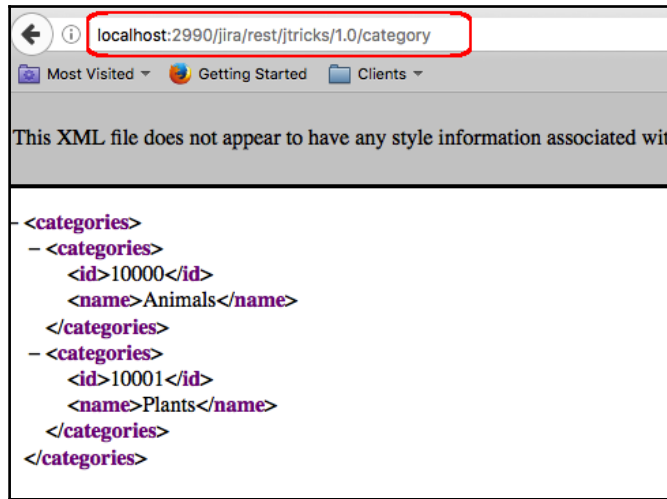 localhost:2990/jira/rest/jtricks/1.0/category
Most Visited Getting Started Clients
This XML file does not appear to have any style information associated wit
– <categories>
– <categories>
<id>10000</id>
<name>Animals</name>
</categories>
– <categories>
<id>10001</id>
<name>Plants</name>
</categories>
</categories>